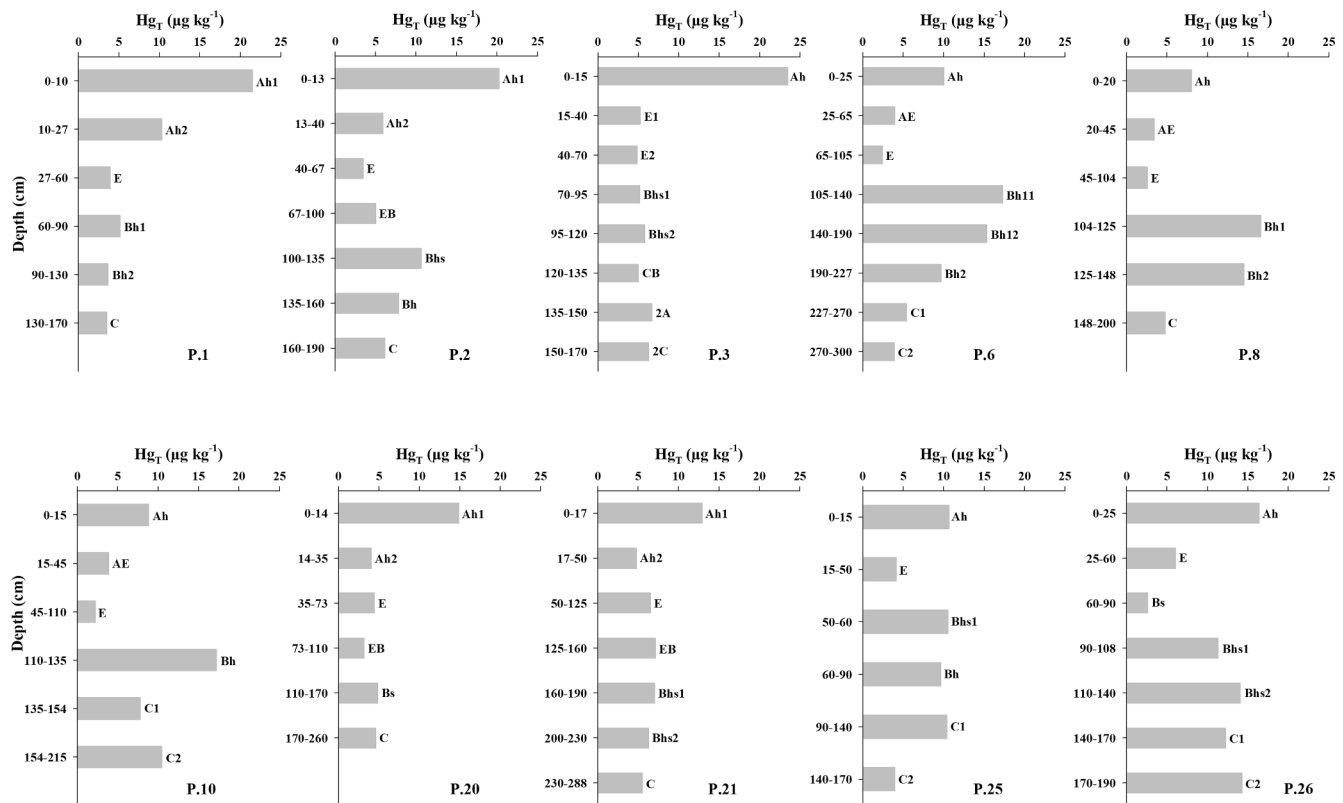 Hg_T (µg kg⁻¹)
0 5 10 15 20 25
Depth (cm)
0-10 Ah1
10-27 Ah2
27-60 E
60-90 Bh1
90-130 Bh2
130-170 C
P.1
Hg_T (µg kg⁻¹)
0 5 10 15 20 25
0-13 Ah1
13-40 Ah2
40-67 E
67-100 EB
100-135 Bhs
135-160 Bh
160-190 C
P.2
Hg_T (µg kg⁻¹)
0 5 10 15 20 25
0-15 Ah
15-40 E1
40-70 E2
70-95 Bhs1
95-120 Bhs2
120-135 CB
135-150 2A
150-170 2C
P.3
Hg_T (µg kg⁻¹)
0 5 10 15 20 25
0-25 Ah
25-65 AE
65-105 E
105-140 Bh11
140-190 Bh12
190-227 Bh2
227-270 C1
270-300 C2
P.6
Hg_T (µg kg⁻¹)
0 5 10 15 20 25
0-20 Ah
20-45 AE
45-104 E
104-125 Bh1
125-148 Bh2
148-200 C
P.8
Hg_T (µg kg⁻¹)
0 5 10 15 20 25
Depth (cm)
0-15 Ah
15-45 AE
45-110 E
110-135 Bh
135-154 C1
154-215 C2
P.10
Hg_T (µg kg⁻¹)
0 5 10 15 20 25
0-14 Ah1
14-35 Ah2
35-73 E
73-110 EB
110-170 Bs
170-260 C
P.20
Hg_T (µg kg⁻¹)
0 5 10 15 20 25
0-17 Ah1
17-50 Ah2
50-125 E
125-160 EB
160-190 Bhs1
200-230 Bhs2
230-288 C
P.21
Hg_T (µg kg⁻¹)
0 5 10 15 20 25
0-15 Ah
15-50 E
50-60 Bhs1
60-90 Bh
90-140 C1
140-170 C2
P.25
Hg_T (µg kg⁻¹)
0 5 10 15 20 25
0-25 Ah
25-60 E
60-90 Bs
90-108 Bhs1
110-140 Bhs2
140-170 C1
170-190 C2
P.26